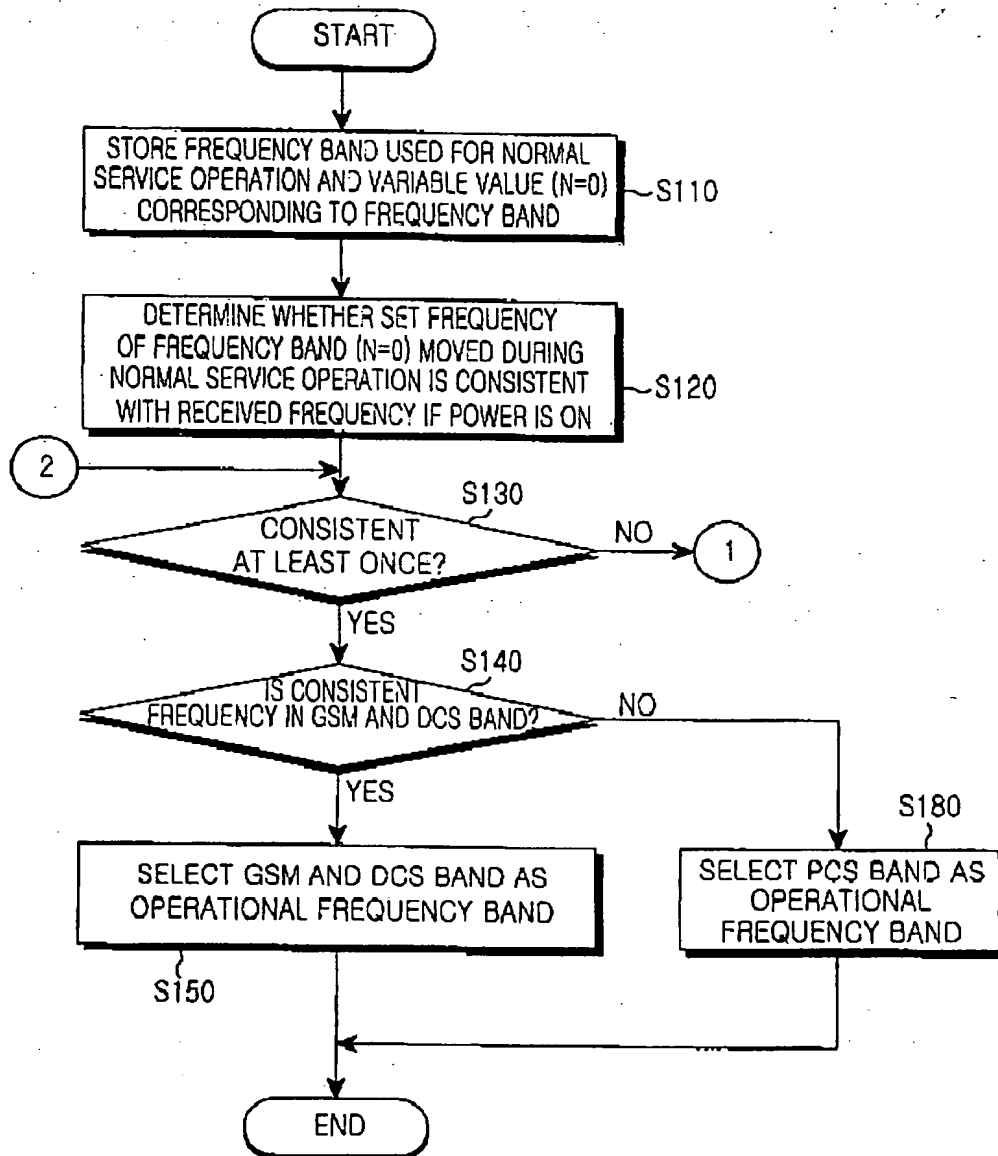 START
STORE FREQUENCY BAND USED FOR NORMAL
SERVICE OPERATION AND VARIABLE VALUE (N=0)
CORRESPONDING TO FREQUENCY BAND
S110
DETERMINE WHETHER SET FREQUENCY
OF FREQUENCY BAND (N=0) MOVED DURING
NORMAL SERVICE OPERATION IS CONSISTENT
WITH RECEIVED FREQUENCY IF POWER IS ON
S120
2
S130
CONSISTENT
AT LEAST ONCE?
NO
1
YES
S140
IS CONSISTENT
FREQUENCY IN GSM AND DCS BAND?
NO
YES
S180
SELECT GSM AND DCS BAND AS
OPERATIONAL FREQUENCY BAND
SELECT PCS BAND AS
OPERATIONAL
FREQUENCY BAND
S150
END